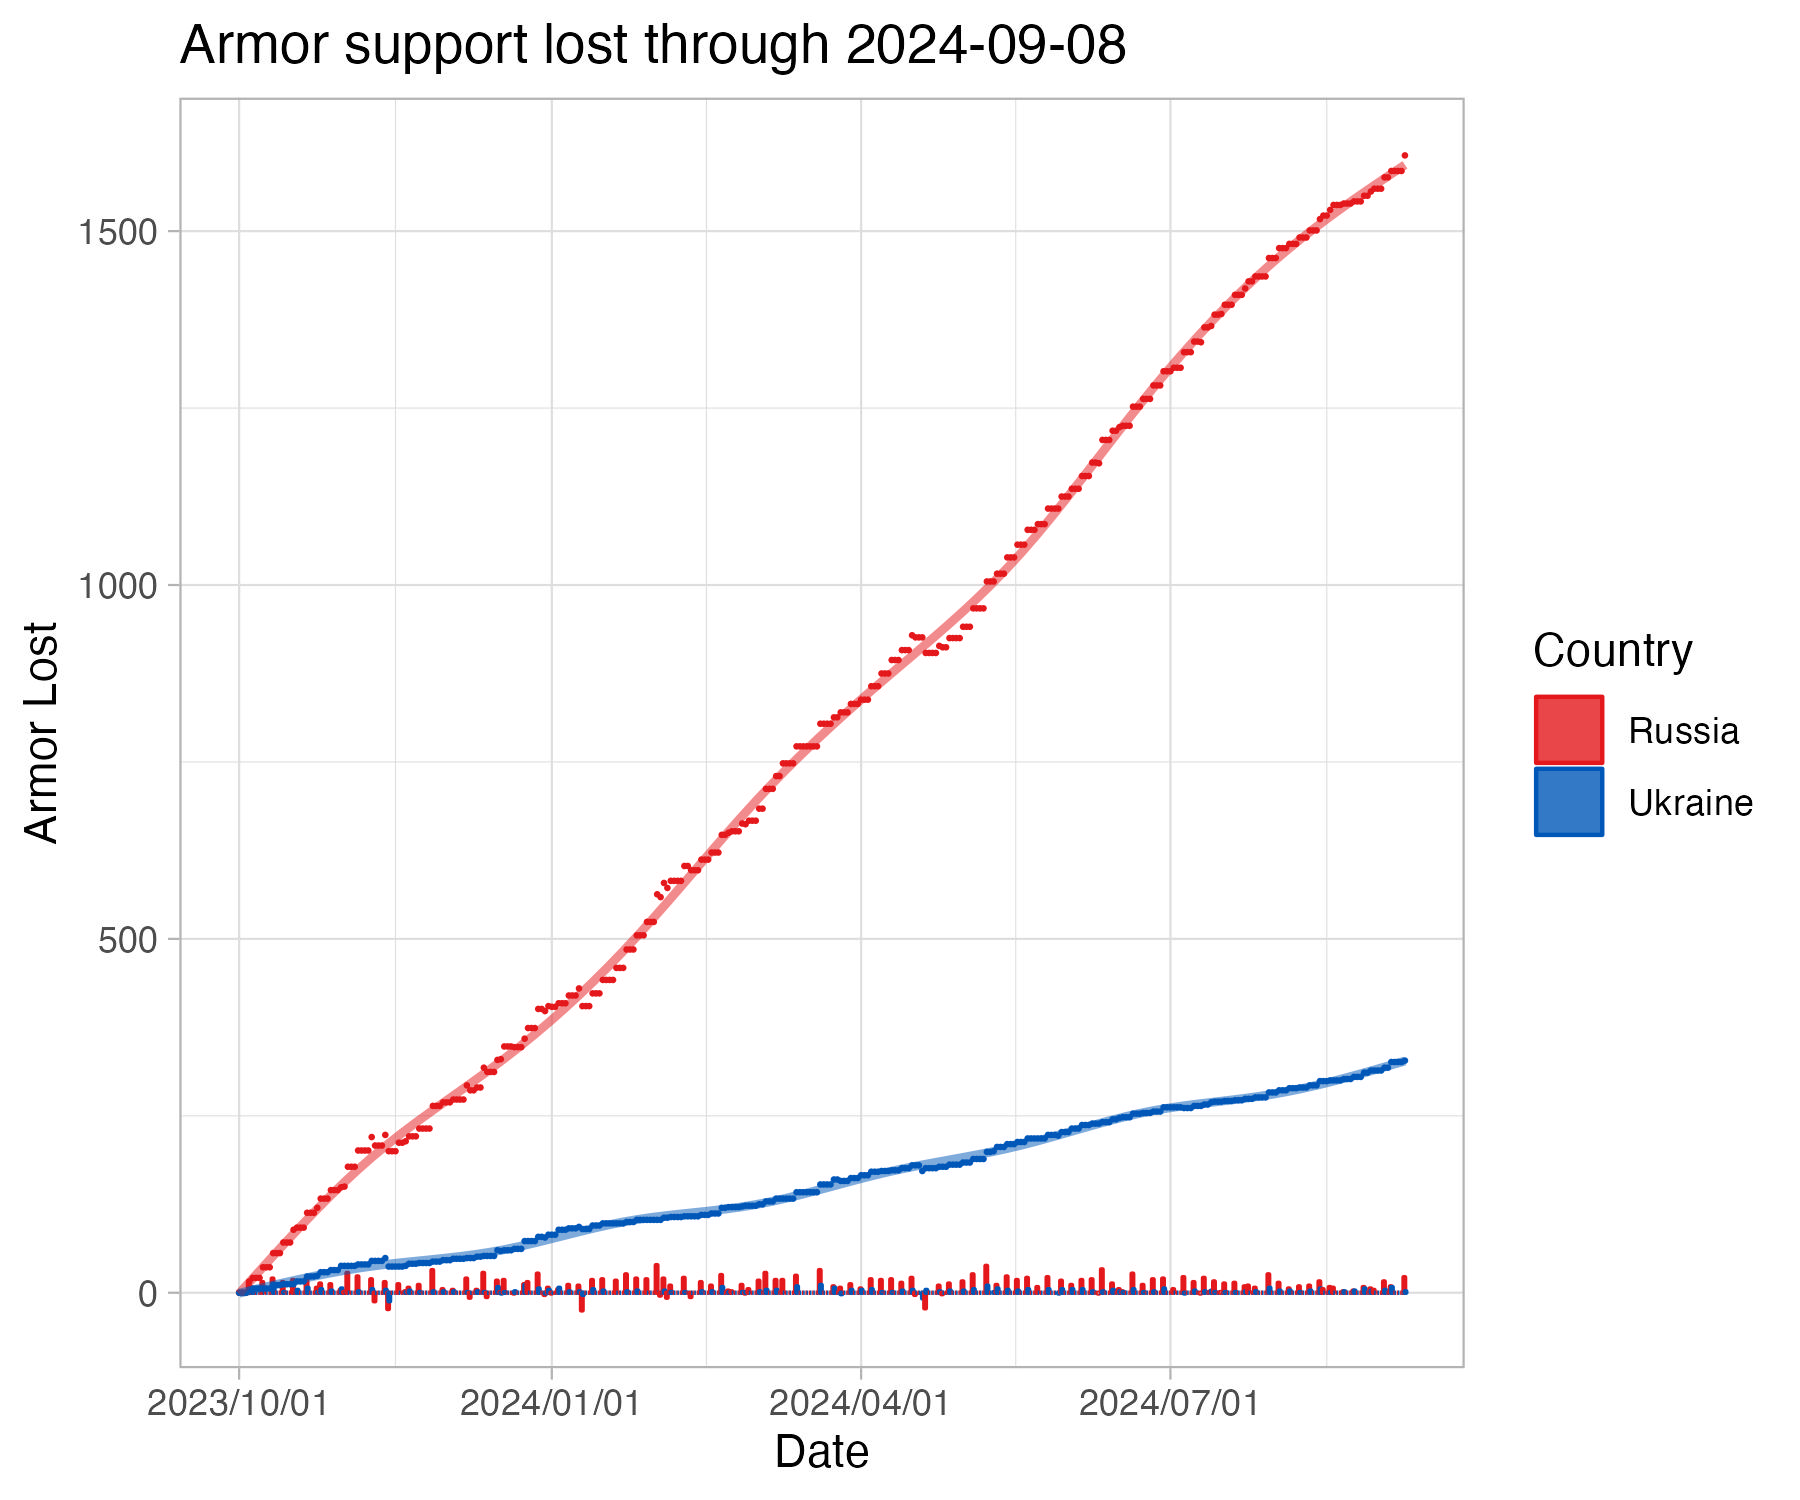 Armor support lost through 2024-09-08
Armor Lost
1500
1000
500
0
2023/10/01
2024/01/01
2024/04/01
2024/07/01
Date
Country
Russia
Ukraine